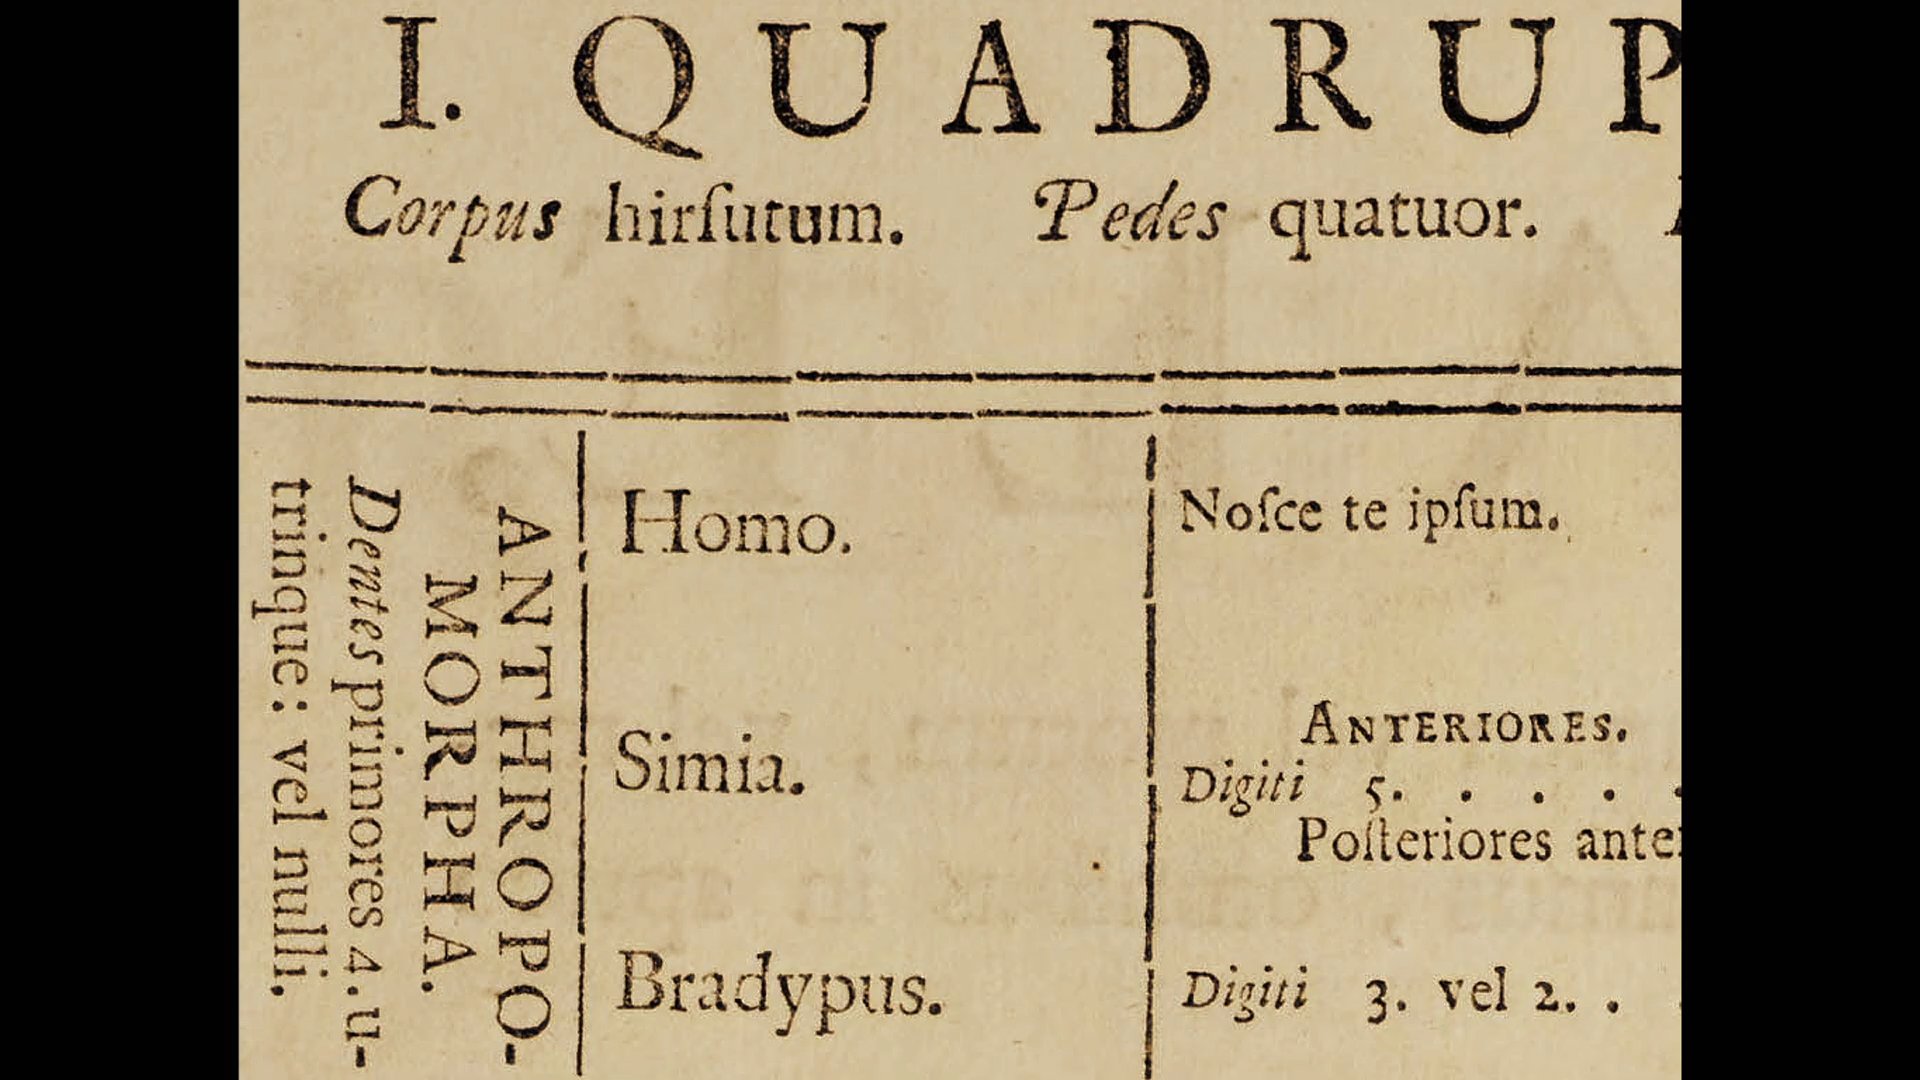 I. QUADRUP
Corpus hirſutum. Pedes quatuor.
ANTHROPO-
MORPHA.
Dentes primores 4. u-
trinque: vel nulli.
Homo. Noſce te ipſum.
ANTERIORES.
Simia. Digiti 5. . . . .
Poſteriores ante
Bradypus. Digiti 3. vel 2. . .